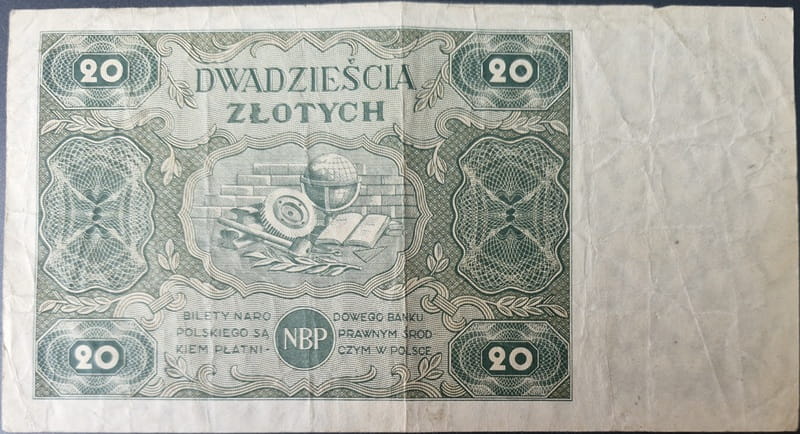 20 20
DWADZIEŚCIA
ZŁOTYCH
BILETY NARO DOWEGO BANKU
POLSKIEGO SĄ NBP PRAWNYM ŚROD
KIEM PŁATNI- CZYM W POLSCE
20 20